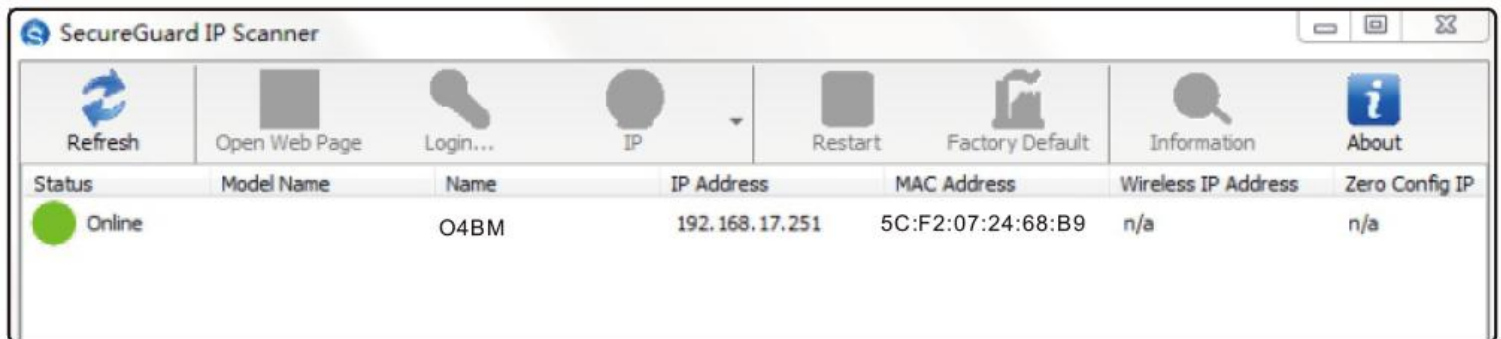 SecureGuard IP Scanner
Refresh Open Web Page Login... IP Restart Factory Default Information About
Status Model Name Name IP Address MAC Address Wireless IP Address Zero Config IP
Online O4BM 192.168.17.251 5C:F2:07:24:68:B9 n/a n/a